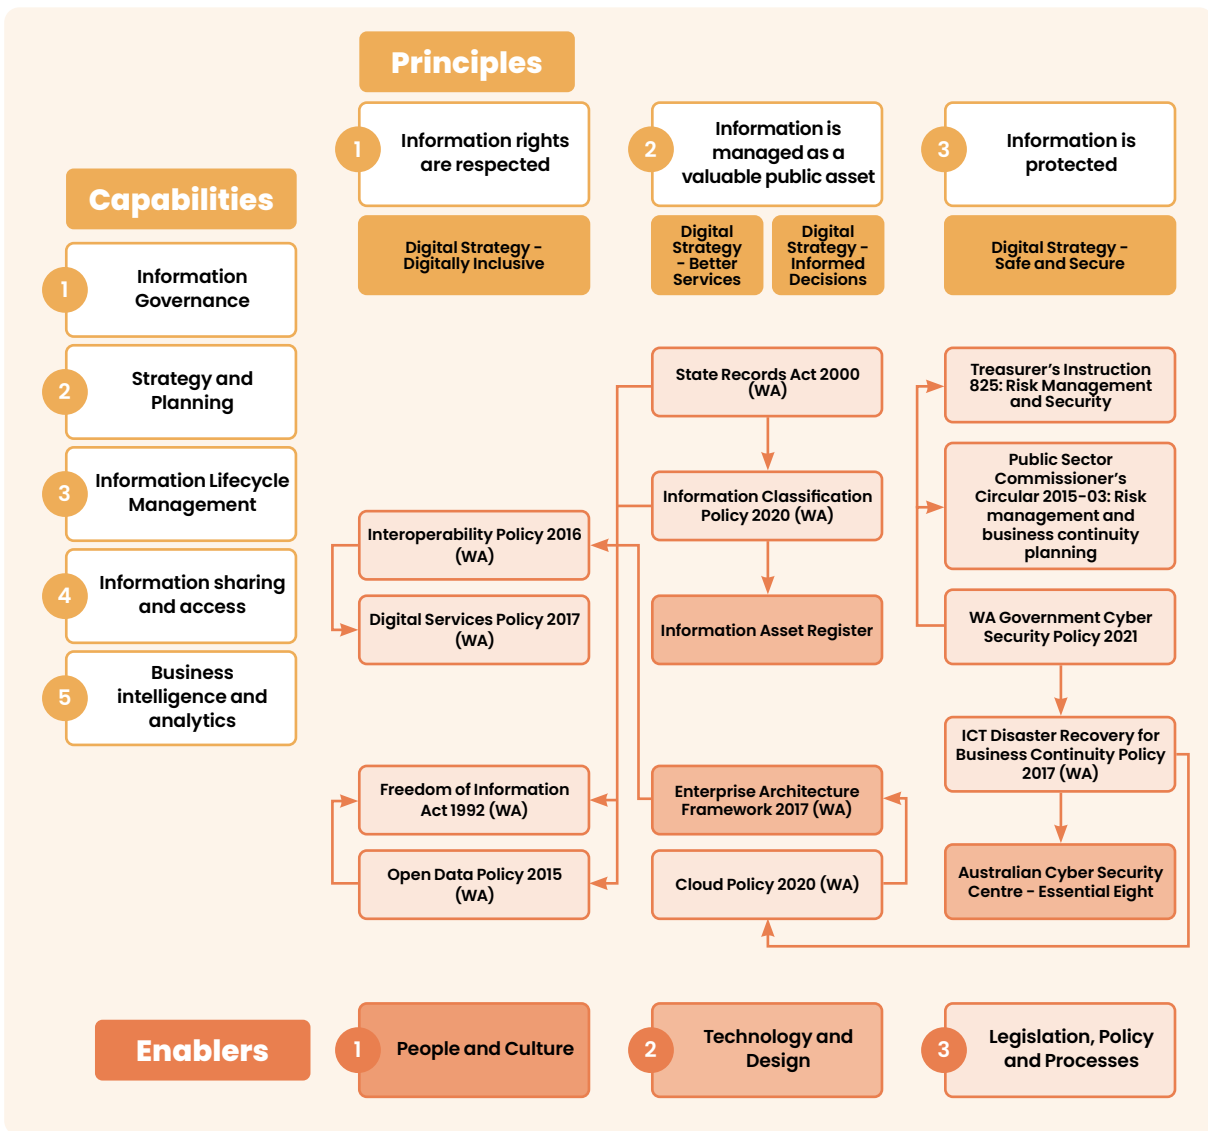 Principles
1
Information rights
are respected
2
Information is
managed as a
valuable public asset
3
Information is
protected
Digital Strategy -
Digitally Inclusive
Digital
Strategy
- Better
Services
Digital
Strategy -
Informed
Decisions
Digital Strategy -
Safe and Secure
Capabilities
1
Information
Governance
2
Strategy and
Planning
3
Information Lifecycle
Management
4
Information sharing
and access
5
Business
intelligence and
analytics
Interoperability Policy 2016
(WA)
Digital Services Policy 2017
(WA)
Freedom of Information
Act 1992 (WA)
Open Data Policy 2015
(WA)
State Records Act 2000
(WA)
Information Classification
Policy 2020 (WA)
Information Asset Register
Enterprise Architecture
Framework 2017 (WA)
Cloud Policy 2020 (WA)
Treasurer’s Instruction
825: Risk Management
and Security
Public Sector
Commissioner’s
Circular 2015-03: Risk
management and
business continuity
planning
WA Government Cyber
Security Policy 2021
ICT Disaster Recovery for
Business Continuity Policy
2017 (WA)
Australian Cyber Security
Centre - Essential Eight
Enablers
1
People and Culture
2
Technology and
Design
3
Legislation, Policy
and Processes